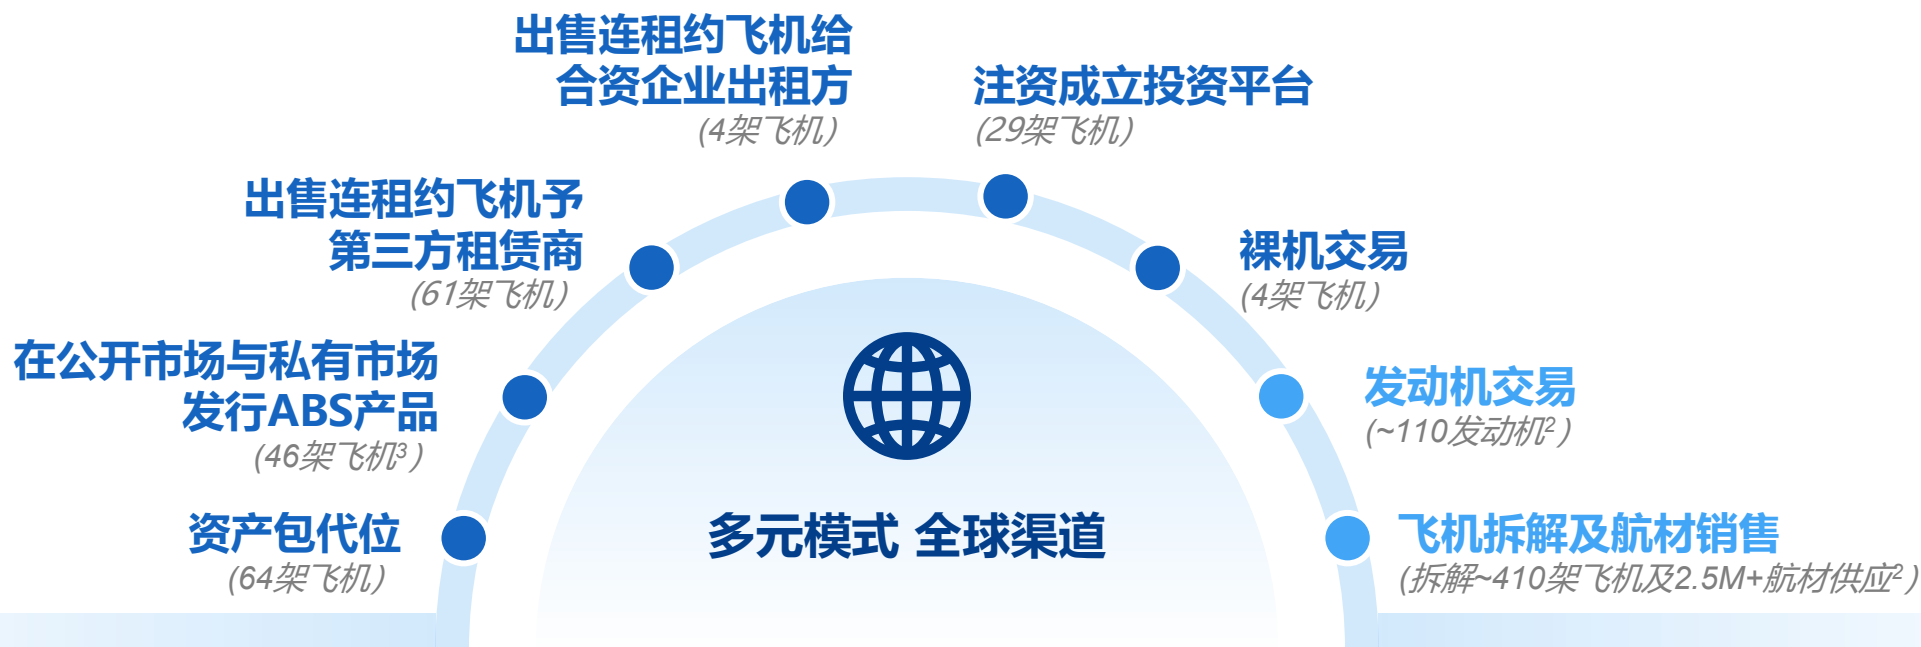 出售连租约飞机给
合资企业出租方
(4架飞机)
注资成立投资平台
(29架飞机)
出售连租约飞机予
第三方租赁商
(61架飞机)
裸机交易
(4架飞机)
在公开市场与私有市场
发行ABS产品
(46架飞机³)
发动机交易
(~110发动机²)
资产包代位
(64架飞机)
多元模式 全球渠道
飞机拆解及航材销售
(拆解~410架飞机及2.5M+航材供应²)